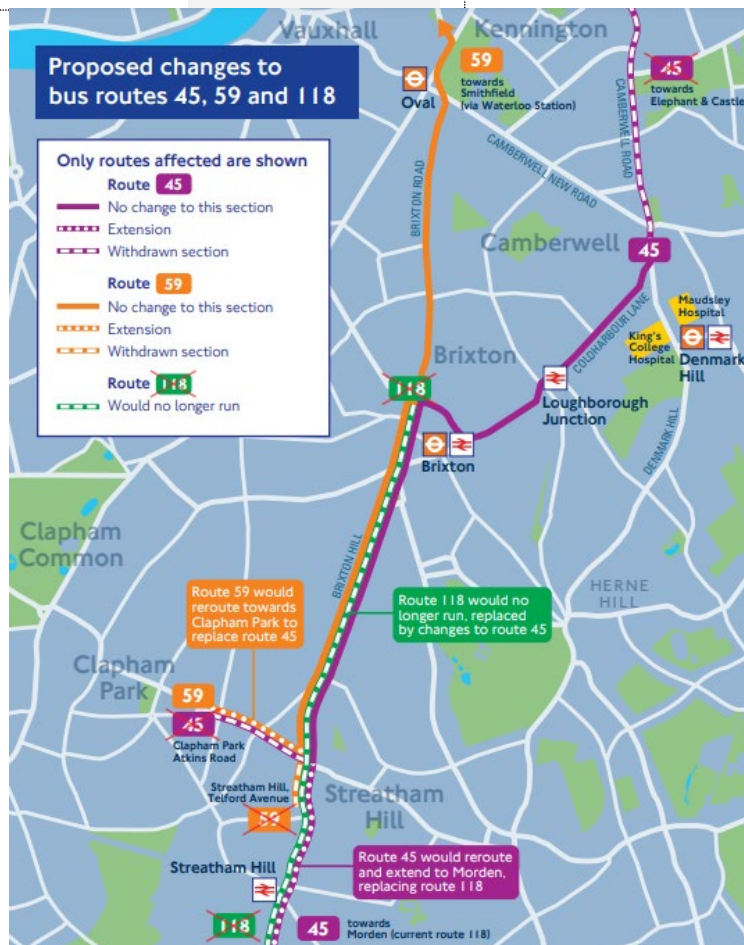 Vauxhall
Kennington
Proposed changes to
bus routes 45, 59 and 118
59
towards
Smithfield
(via Waterloo Station)
45
towards
Elephant & Castle
Oval
CAMBERWELL NEW ROAD
CAMBERWELL ROAD
BRIXTON ROAD
Only routes affected are shown
Route 45
No change to this section
Extension
Withdrawn section
Route 59
No change to this section
Extension
Withdrawn section
Route 118
Would no longer run
Camberwell
45
Maudsley
Hospital
King's
College
Hospital
Denmark
Hill
COLDHARBOUR LANE
Brixton
118
Loughborough
Junction
Brixton
DENMARK HILL
Clapham
Common
BRIXTON HILL
HERNE
HILL
Route 59 would
reroute towards
Clapham Park to
replace route 45
Route 118 would no
longer run, replaced
by changes to route 45
Clapham
Park
59
45
Clapham Park
Atkins Road
Streatham Hill,
Telford Avenue
59
Streatham
Hill
Streatham Hill
Route 45 would reroute
and extend to Morden,
replacing route 118
118
45
towards
Morden (current route 118)